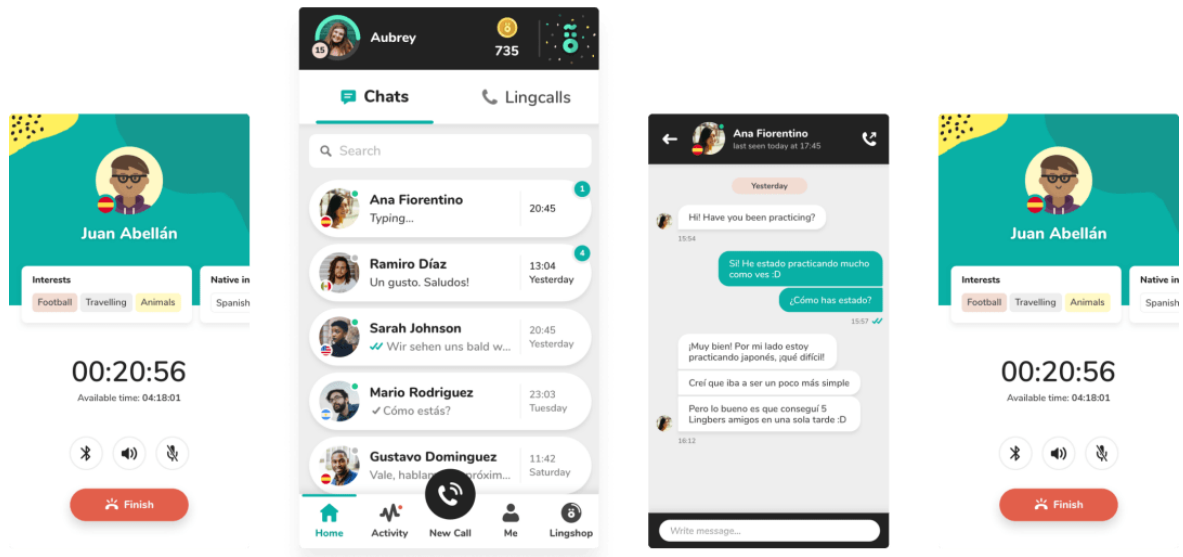 Juan Abellán
Interests
Native in
Football Travelling Animals
Spanish
00:20:56
Available time: 04:18:01
Finish
15
Aubrey
735
Chats
Lingcalls
Search
Ana Fiorentino
Typing...
20:45
1
Ramiro Díaz
Un gusto. Saludos!
13:04
Yesterday
4
Sarah Johnson
Wir sehen uns bald w...
20:45
Yesterday
Mario Rodriguez
Cómo estás?
23:03
Tuesday
Gustavo Dominguez
Vale, hablam próxim...
11:42
Saturday
Home
Activity
New Call
Me
Lingshop
Ana Fiorentino
last seen today at 17:45
Yesterday
Hi! Have you been practicing?
15:54
Si! He estado practicando mucho
como ves :D
¿Cómo has estado?
15:57
¡Muy bien! Por mi lado estoy
practicando japonés, ¡qué difícil!
Creí que iba a ser un poco más simple
Pero lo bueno es que conseguí 5
Lingbers amigos en una sola tarde :D
16:12
Write message...
Juan Abellán
Interests
Native in
Football Travelling Animals
Spanish
00:20:56
Available time: 04:18:01
Finish